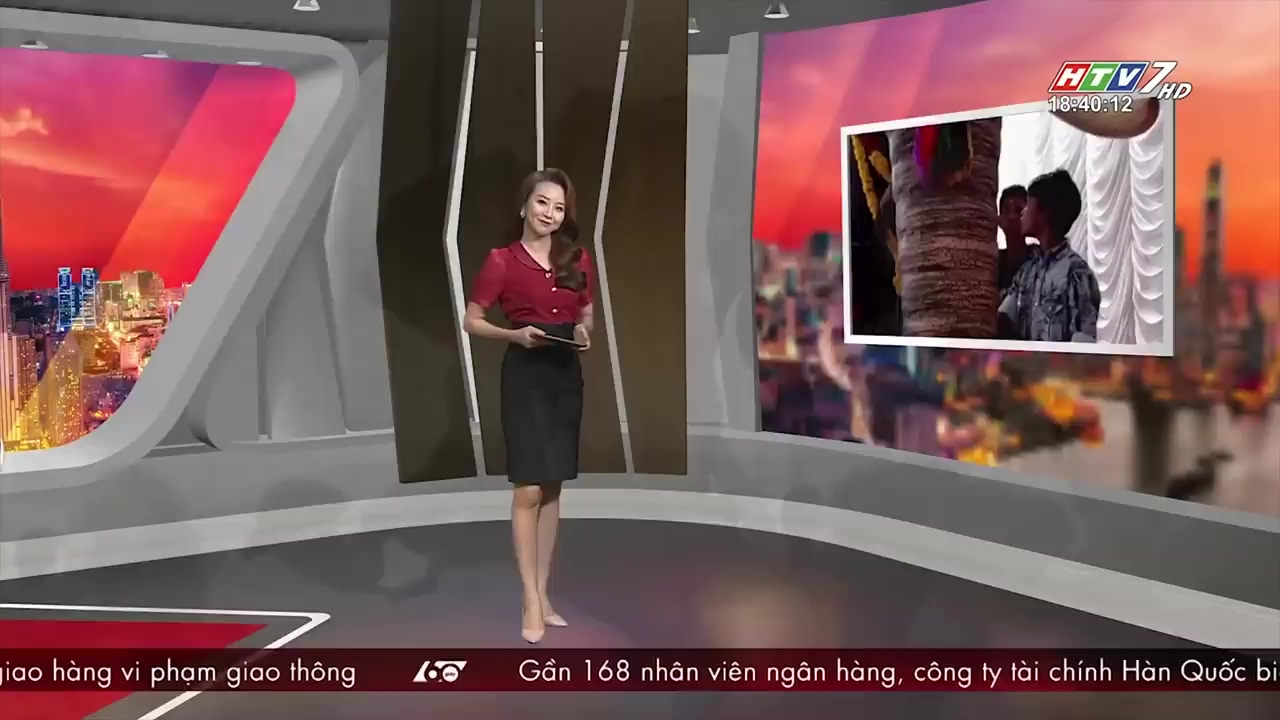 HTV7 HD
18:40:12
giao hàng vi phạm giao thông 60 Gần 168 nhân viên ngân hàng, công ty tài chính Hàn Quốc bi